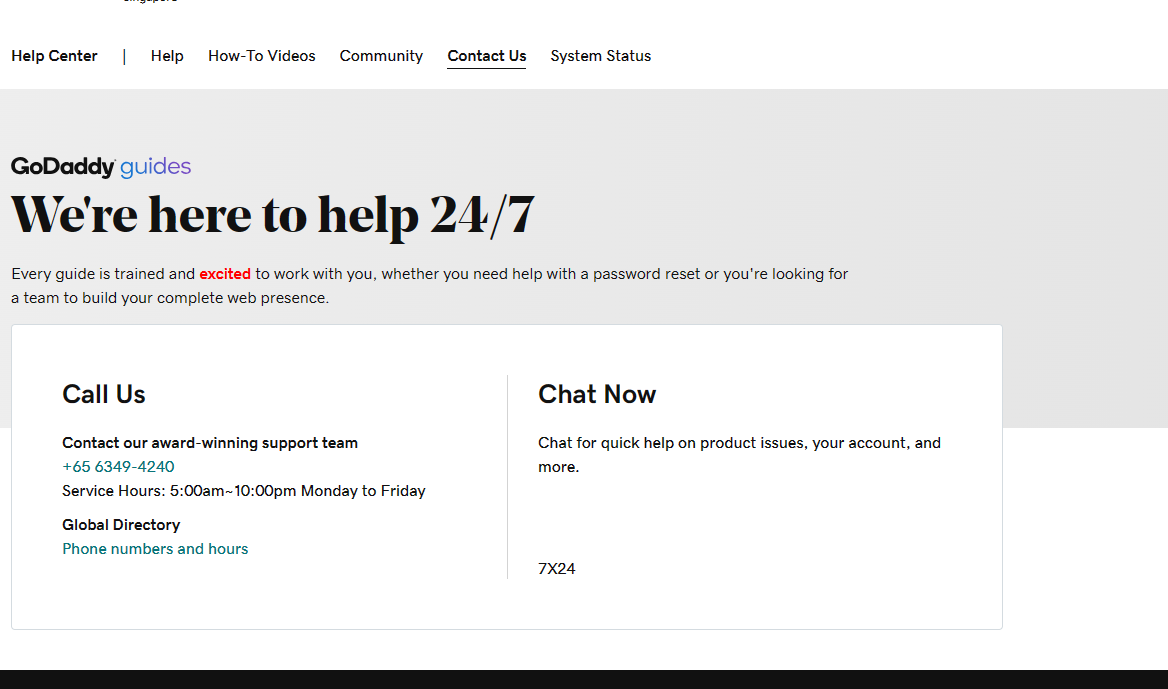 Help Center | Help How-To Videos Community Contact Us System Status
GoDaddy guides
We're here to help 24/7
Every guide is trained and excited to work with you, whether you need help with a password reset or you're looking for
a team to build your complete web presence.
Call Us
Contact our award-winning support team
+65 6349-4240
Service Hours: 5:00am~10:00pm Monday to Friday
Global Directory
Phone numbers and hours
Chat Now
Chat for quick help on product issues, your account, and
more.
7X24